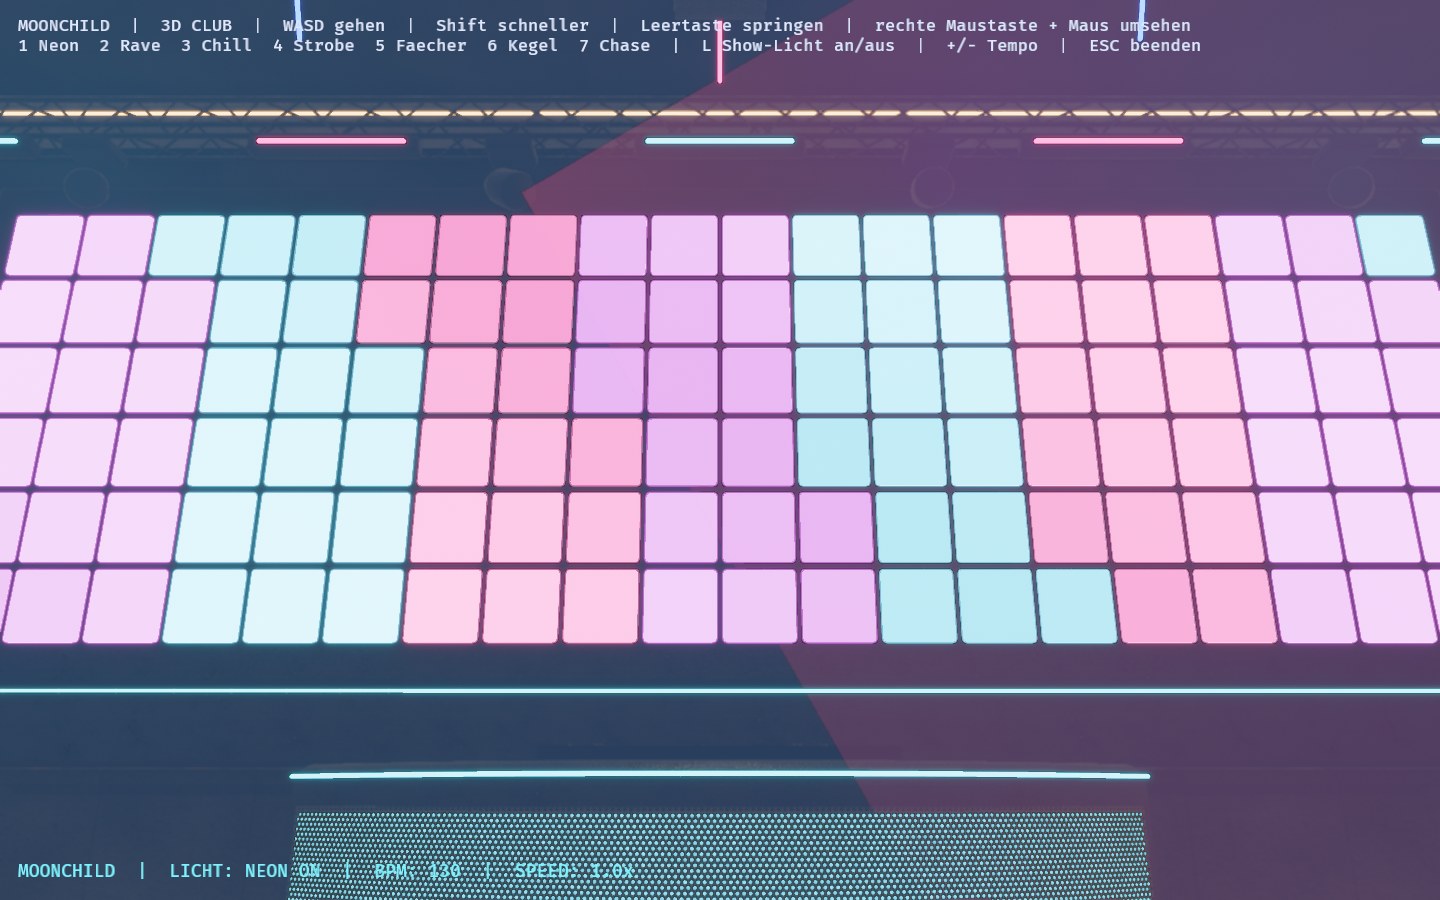 MOONCHILD | 3D CLUB | WASD gehen | Shift schneller | Leertaste springen | rechte Maustaste + Maus umsehen
1 Neon 2 Rave 3 Chill 4 Strobe 5 Faecher 6 Kegel 7 Chase | L Show-Licht an/aus | +/- Tempo | ESC beenden
MOONCHILD | LICHT: NEON ON | BPM: 130 | SPEED: 1.0x